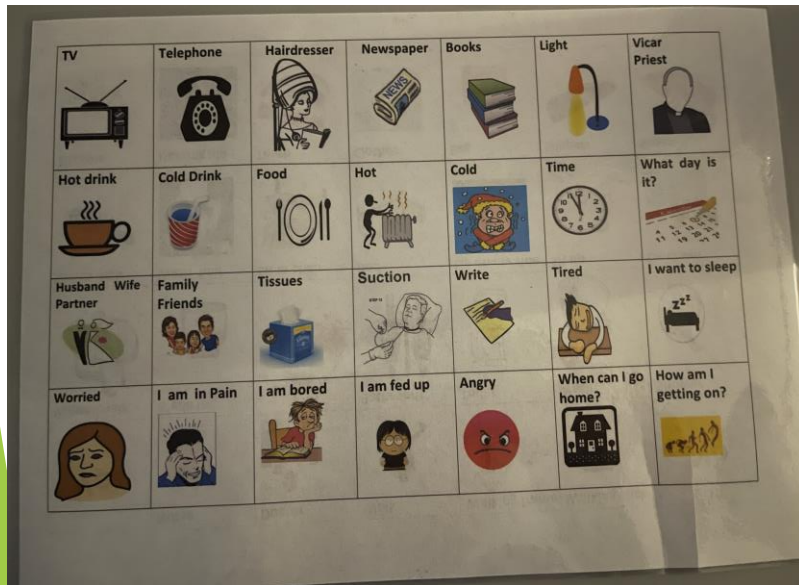 TV
Telephone
Hairdresser
Newspaper
Books
Light
Vicar
Priest
NEWS
Hot drink
Cold Drink
Food
Hot
Cold
Time
What day is
it?
Husband Wife
Partner
Family
Friends
Tissues
Suction
Write
Tired
I want to sleep
zzz
Worried
I am in Pain
I am bored
I am fed up
Angry
When can I go
home?
How am I
getting on?